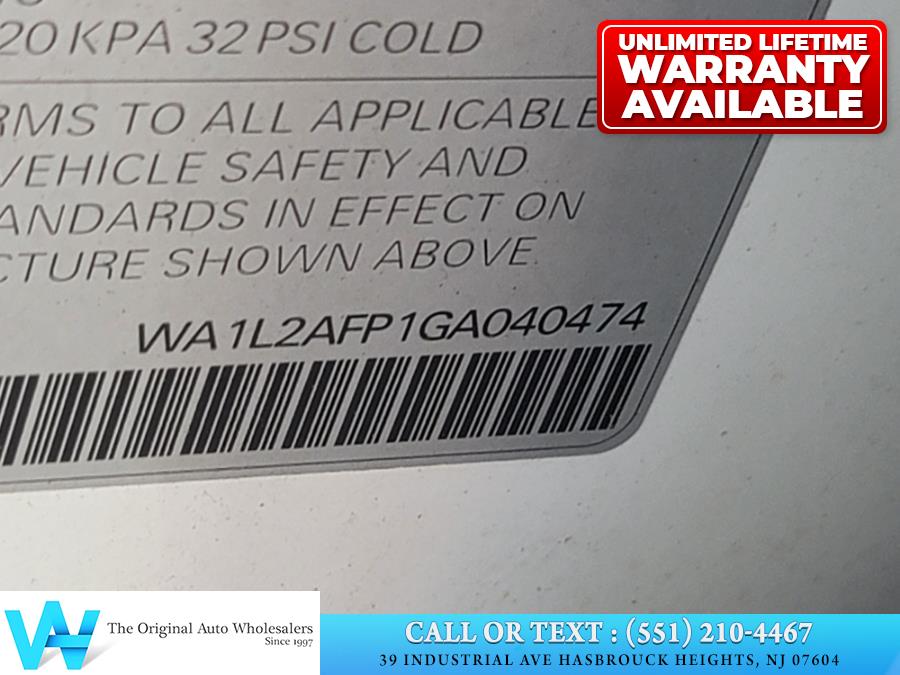 20 KPA 32 PSI COLD
UNLIMITED LIFETIME
WARRANTY
AVAILABLE
RMS TO ALL APPLICABLE
VEHICLE SAFETY AND
ANDARDS IN EFFECT ON
CTURE SHOWN ABOVE.
WA1L2AFP1GA040474
The Original Auto Wholesalers
Since 1997
CALL OR TEXT : (551) 210-4467
39 INDUSTRIAL AVE HASBROUCK HEIGHTS, NJ 07604